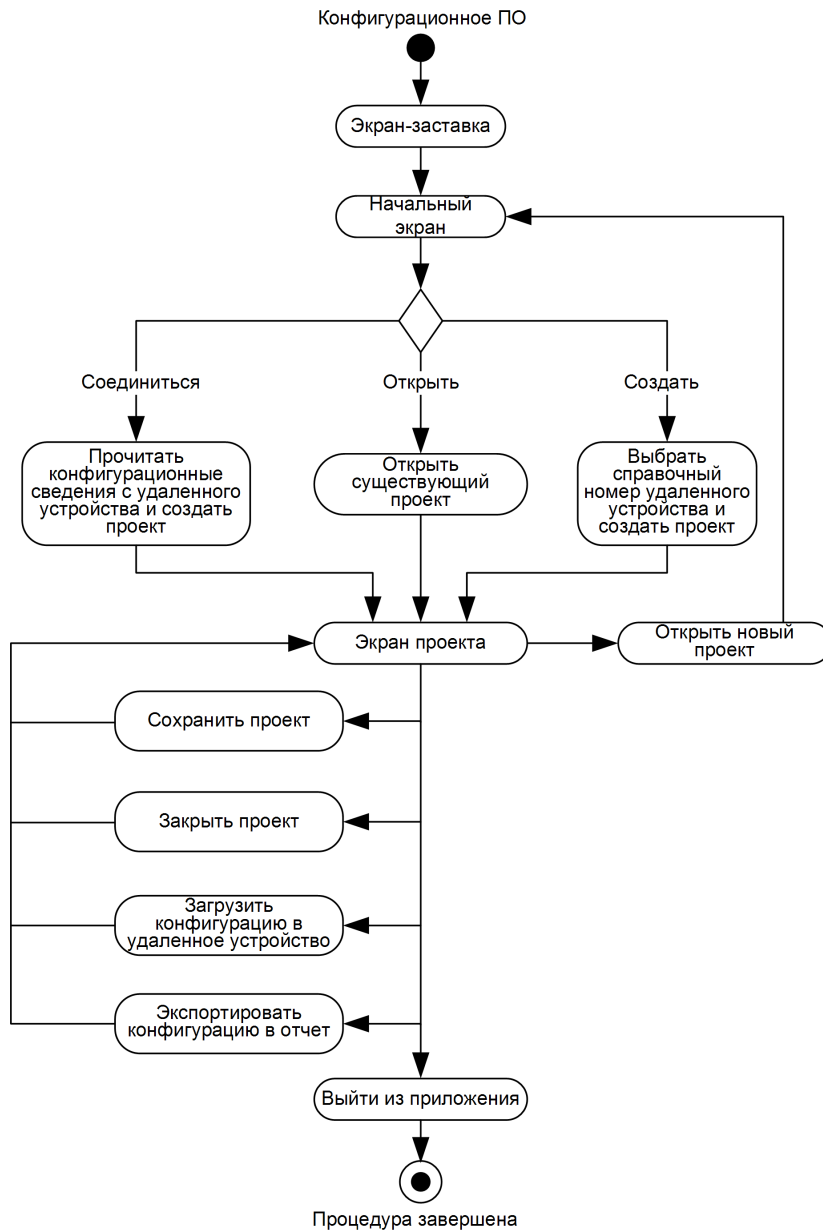 Конфигурационное ПО
Экран-заставка
Начальный
экран
Соединиться
Открыть
Создать
Прочитать
конфигурационные
сведения с удаленного
устройства и создать
проект
Открыть
существующий
проект
Выбрать
справочный
номер удаленного
устройства и
создать проект
Экран проекта
Открыть новый
проект
Сохранить проект
Закрыть проект
Загрузить
конфигурацию в
удаленное устройство
Экспортировать
конфигурацию в отчет
Выйти из приложения
Процедура завершена